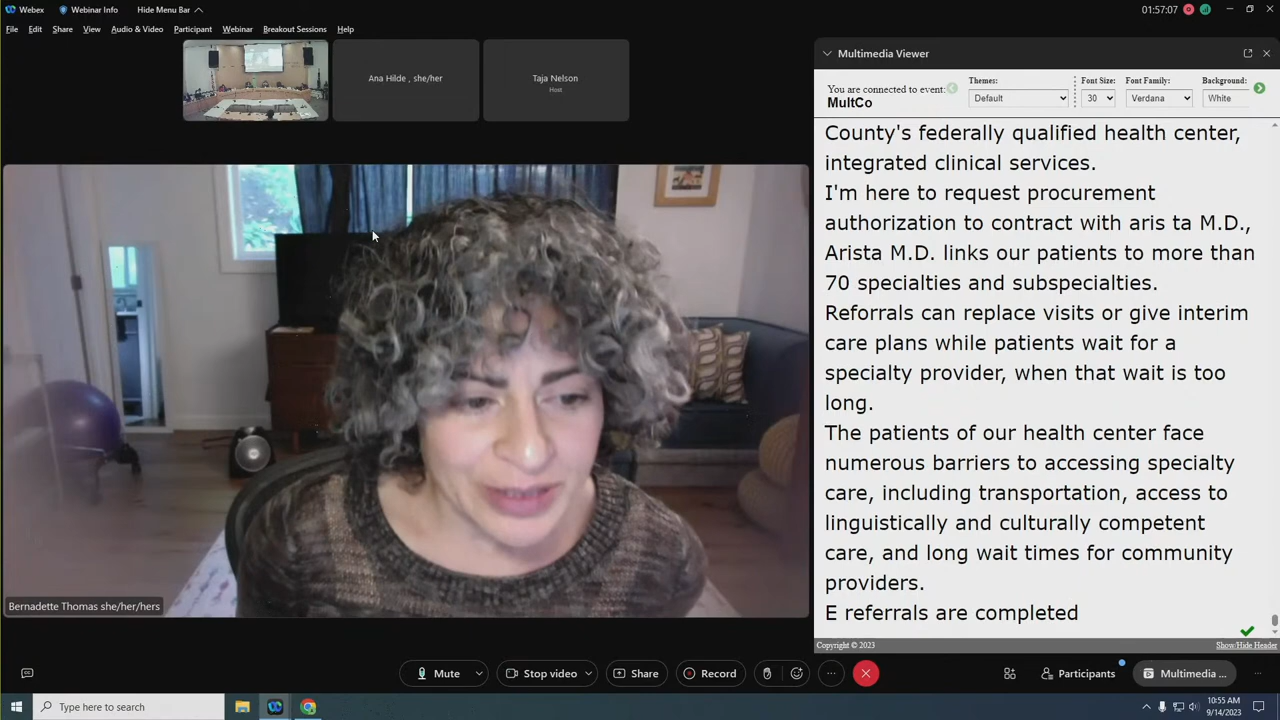 Webex
Webinar Info
Hide Menu Bar
01:57:07
File Edit Share View Audio & Video Participant Webinar Breakout Sessions Help
Ana Hilde , she/her
Taja Nelson
Host
Multimedia Viewer
You are connected to event:
MultCo
Themes:
Default
Font Size:
30
Font Family:
Verdana
Background:
White
County's federally qualified health center,
integrated clinical services.
I'm here to request procurement
authorization to contract with aris ta M.D.,
Arista M.D. links our patients to more than
70 specialties and subspecialties.
Reforrals can replace visits or give interim
care plans while patients wait for a
specialty provider, when that wait is too
long.
The patients of our health center face
numerous barriers to accessing specialty
care, including transportation, access to
linguistically and culturally competent
care, and long wait times for community
providers.
E referrals are completed
Bernadette Thomas she/her/hers
Copyright © 2023
Show/Hide Header
Mute
Stop video
Share
Record
Participants
Multimedia ...
Type here to search
10:55 AM
9/14/2023